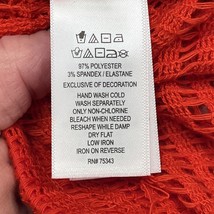 97% POLYESTER
3% SPANDEX / ELASTANE
EXCLUSIVE OF DECORATION
HAND WASH COLD
WASH SEPARATELY
ONLY NON-CHLORINE
BLEACH WHEN NEEDED
RESHAPE WHILE DAMP
DRY FLAT
LOW IRON
IRON ON REVERSE
RN# 75343